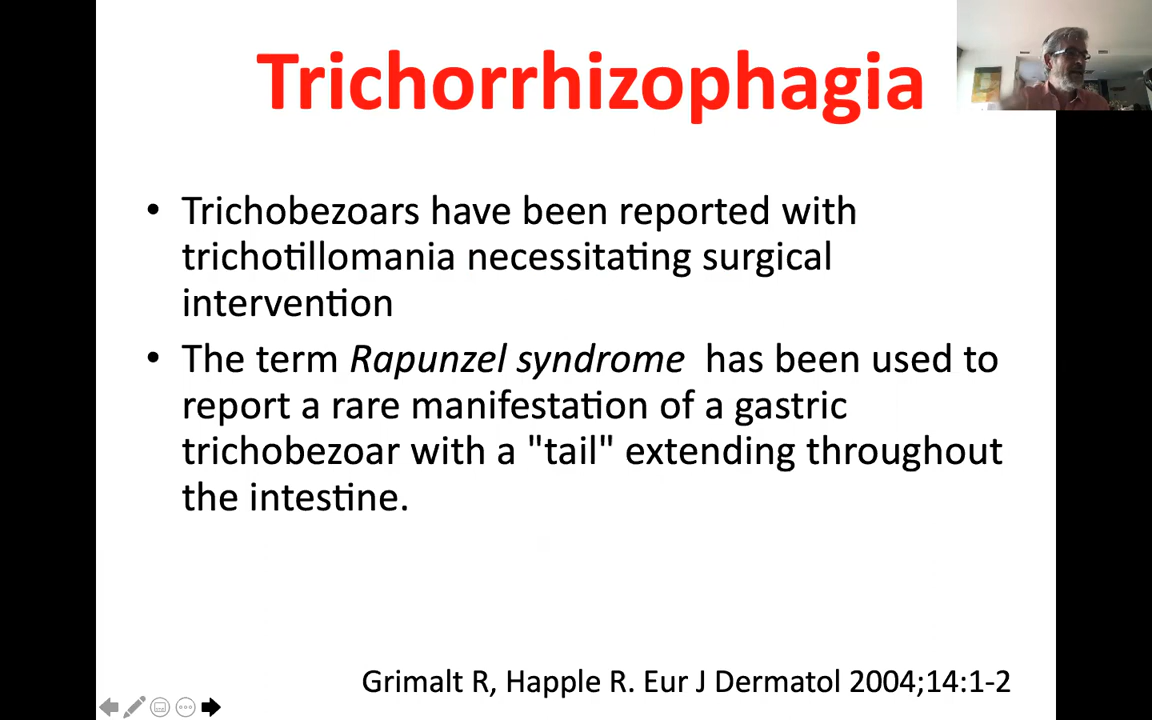 Trichorrhizophagia
• Trichobezoars have been reported with
trichotillomania necessitating surgical
intervention
• The term Rapunzel syndrome has been used to
report a rare manifestation of a gastric
trichobezoar with a "tail" extending throughout
the intestine.
Grimalt R, Happle R. Eur J Dermatol 2004;14:1-2